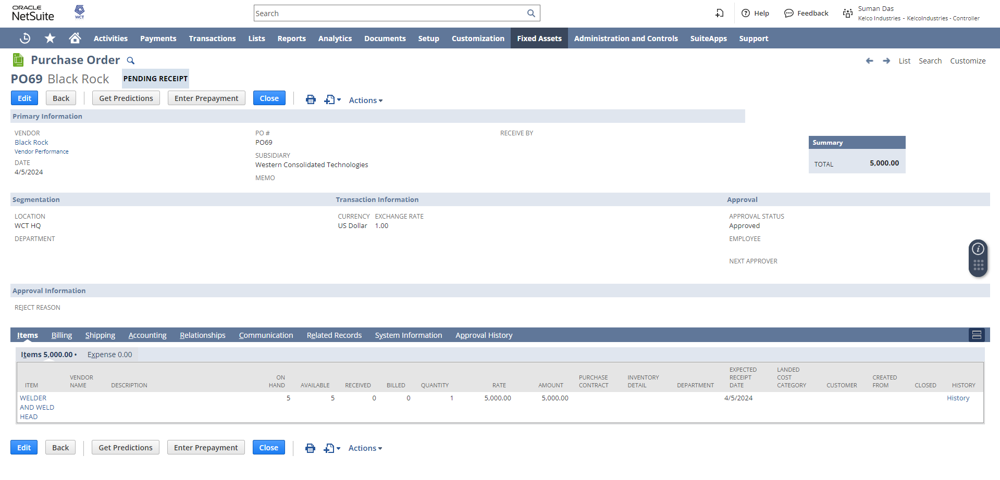 ORACLE
NetSuite
WCT
Search
Help
Feedback
Suman Das
Kelco Industries - KelcoIndustries - Controller
Activities Payments Transactions Lists Reports Analytics Documents Setup Customization Fixed Assets Administration and Controls SuiteApps Support
Purchase Order
List Search Customize
PO69 Black Rock PENDING RECEIPT
Edit Back Get Predictions Enter Prepayment Close Actions
Primary Information
VENDOR
Black Rock
Vendor Performance
DATE
4/5/2024
PO #
PO69
SUBSIDIARY
Western Consolidated Technologies
MEMO
RECEIVE BY
Summary
TOTAL 5,000.00
Segmentation
LOCATION
WCT HQ
DEPARTMENT
Transaction Information
CURRENCY EXCHANGE RATE
US Dollar 1.00
Approval
APPROVAL STATUS
Approved
EMPLOYEE
NEXT APPROVER
Approval Information
REJECT REASON
Items Billing Shipping Accounting Relationships Communication Related Records System Information Approval History
Items 5,000.00 • Expense 0.00
ITEM
VENDOR
NAME
DESCRIPTION
ON
HAND
AVAILABLE
RECEIVED
BILLED
QUANTITY
RATE
AMOUNT
PURCHASE
CONTRACT
INVENTORY
DETAIL
DEPARTMENT
EXPECTED
RECEIPT
DATE
LANDED
COST
CATEGORY
CUSTOMER
CREATED
FROM
CLOSED
HISTORY
WELDER
AND WELD
HEAD
5 5 0 0 1 5,000.00 5,000.00 4/5/2024 History
Edit Back Get Predictions Enter Prepayment Close Actions